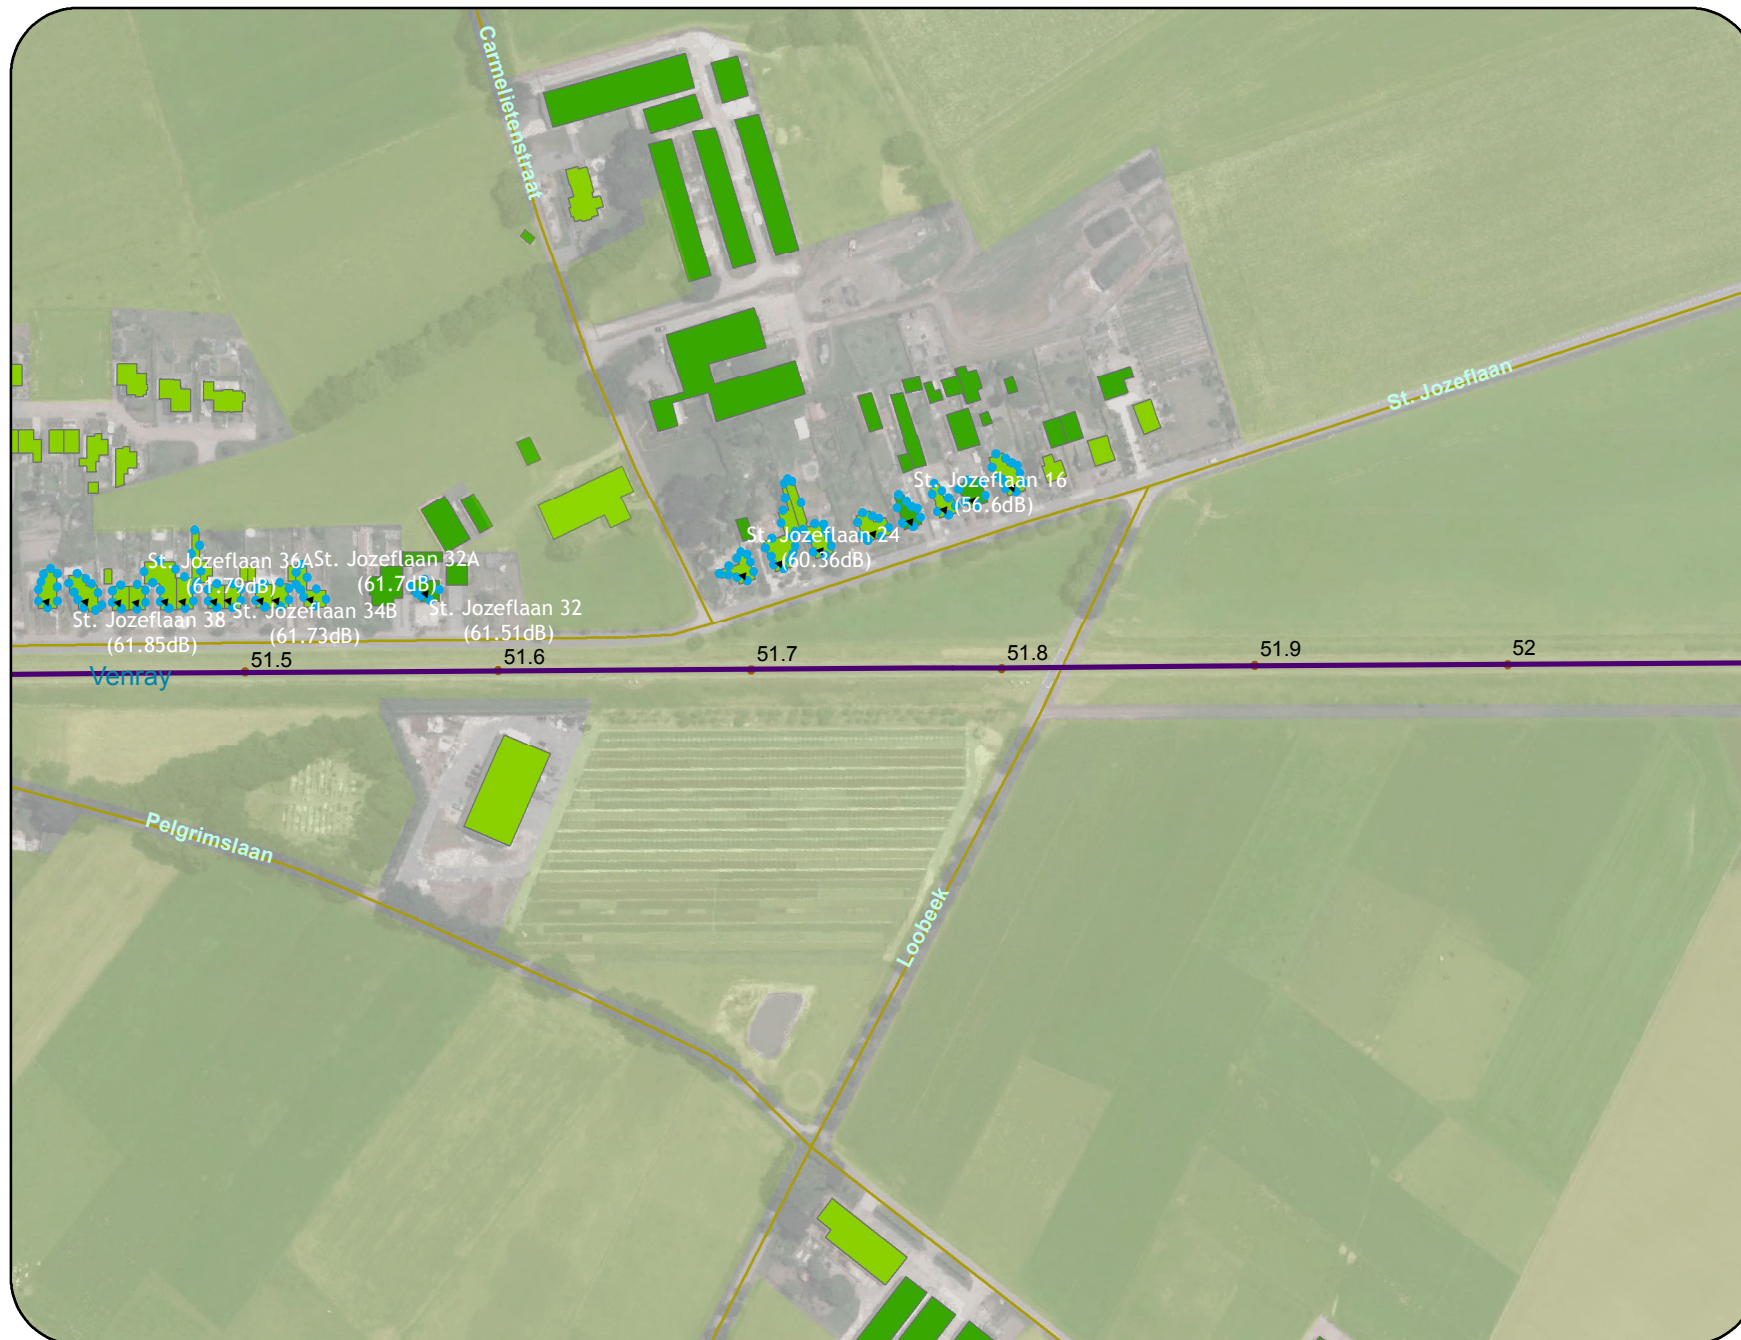 Carmelietenstraat
St. Jozeflaan
St. Jozeflaan 16
(56.6dB)
St. Jozeflaan 24
(60.36dB)
St. Jozeflaan 36A
(61.79dB)
St. Jozeflaan 32A
(61.7dB)
St. Jozeflaan 38
(61.85dB)
St. Jozeflaan 34B
(61.73dB)
St. Jozeflaan 32
(61.51dB)
51.5
51.6
51.7
51.8
51.9
52
Venray
Pelgrimslaan
Loobeek